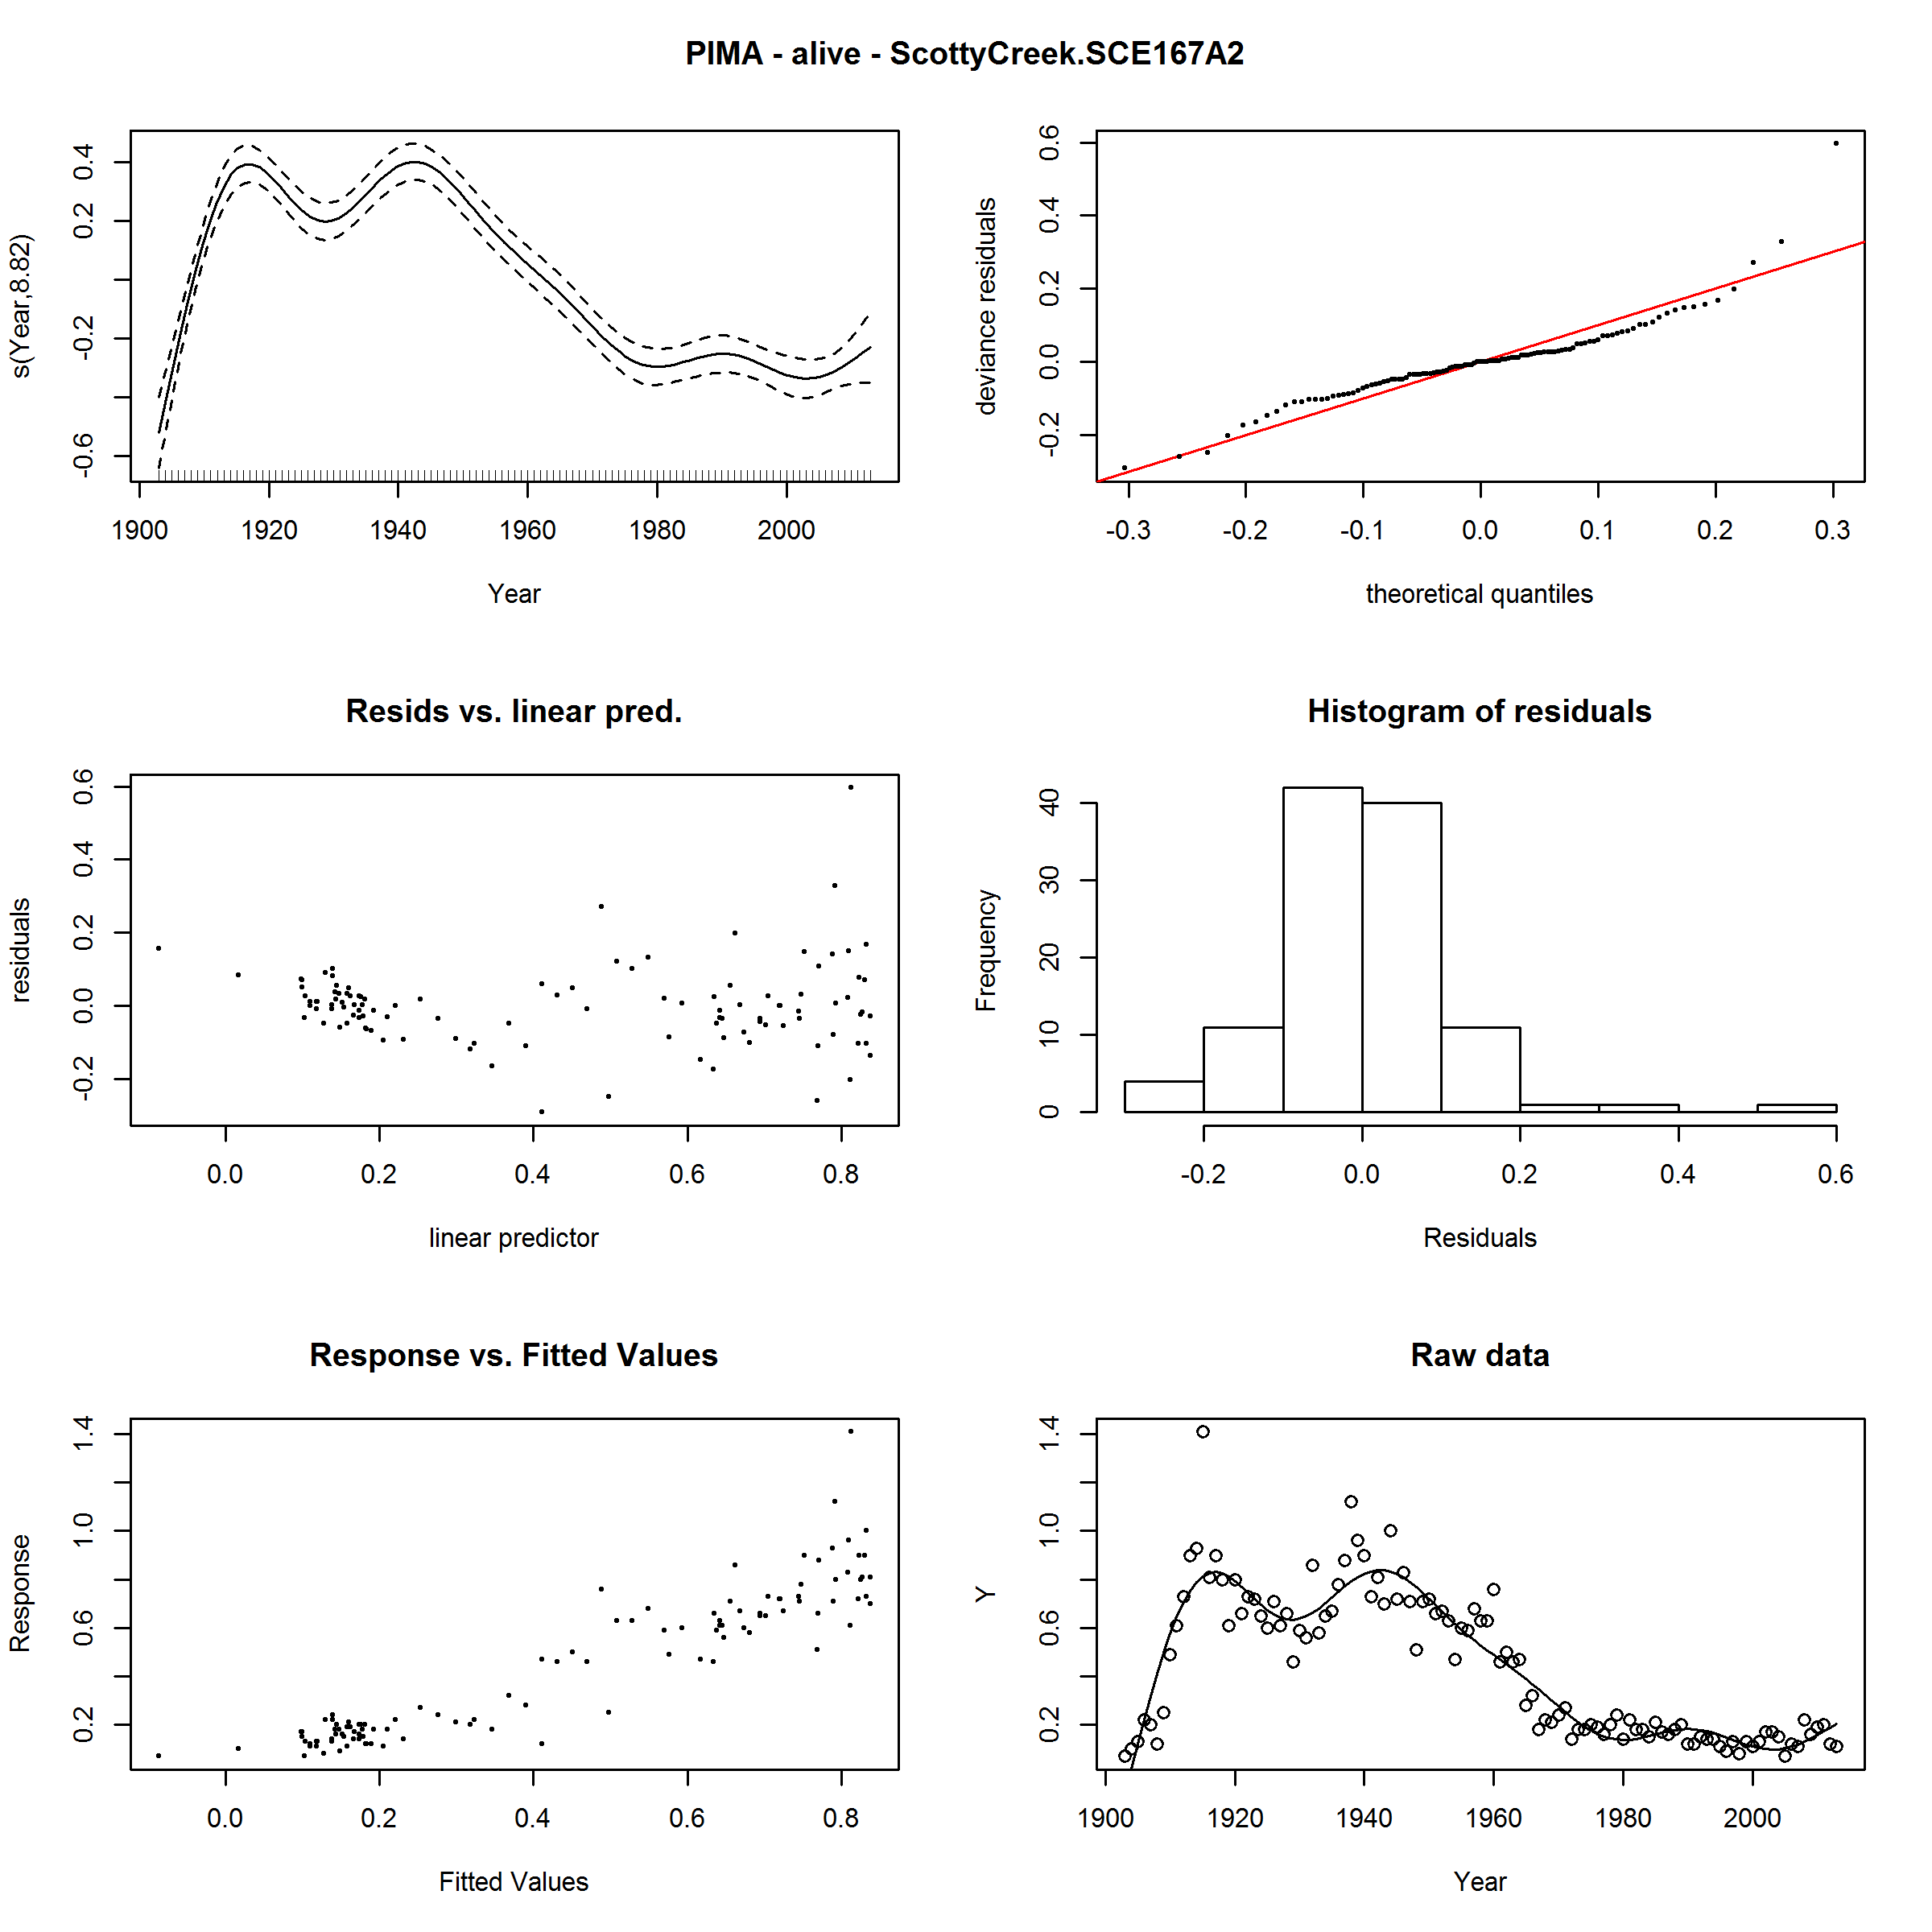 PIMA - alive - ScottyCreek.SCE167A2
s(Year,8.82)
0.4
0.2
-0.2
-0.6
1900 1920 1940 1960 1980 2000
Year
deviance residuals
0.6
0.4
0.2
0.0
-0.2
-0.3 -0.2 -0.1 0.0 0.1 0.2 0.3
theoretical quantiles
Resids vs. linear pred.
residuals
0.6
0.4
0.2
0.0
-0.2
0.0 0.2 0.4 0.6 0.8
linear predictor
Histogram of residuals
Frequency
40
30
20
10
0
-0.2 0.0 0.2 0.4 0.6
Residuals
Response vs. Fitted Values
Response
1.4
1.0
0.6
0.2
0.0 0.2 0.4 0.6 0.8
Fitted Values
Raw data
Y
1.4
1.0
0.6
0.2
1900 1920 1940 1960 1980 2000
Year